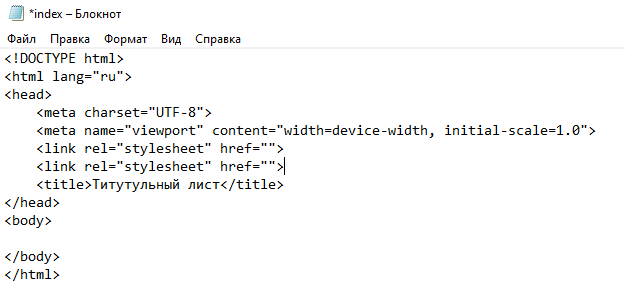 *index – Блокнот
Файл Правка Формат Вид Справка
<!DOCTYPE html>
<html lang="ru">
<head>
    <meta charset="UTF-8">
    <meta name="viewport" content="width=device-width, initial-scale=1.0">
    <link rel="stylesheet" href="">
    <link rel="stylesheet" href="">
    <title>Титутульный лист</title>
</head>
<body>

</body>
</html>